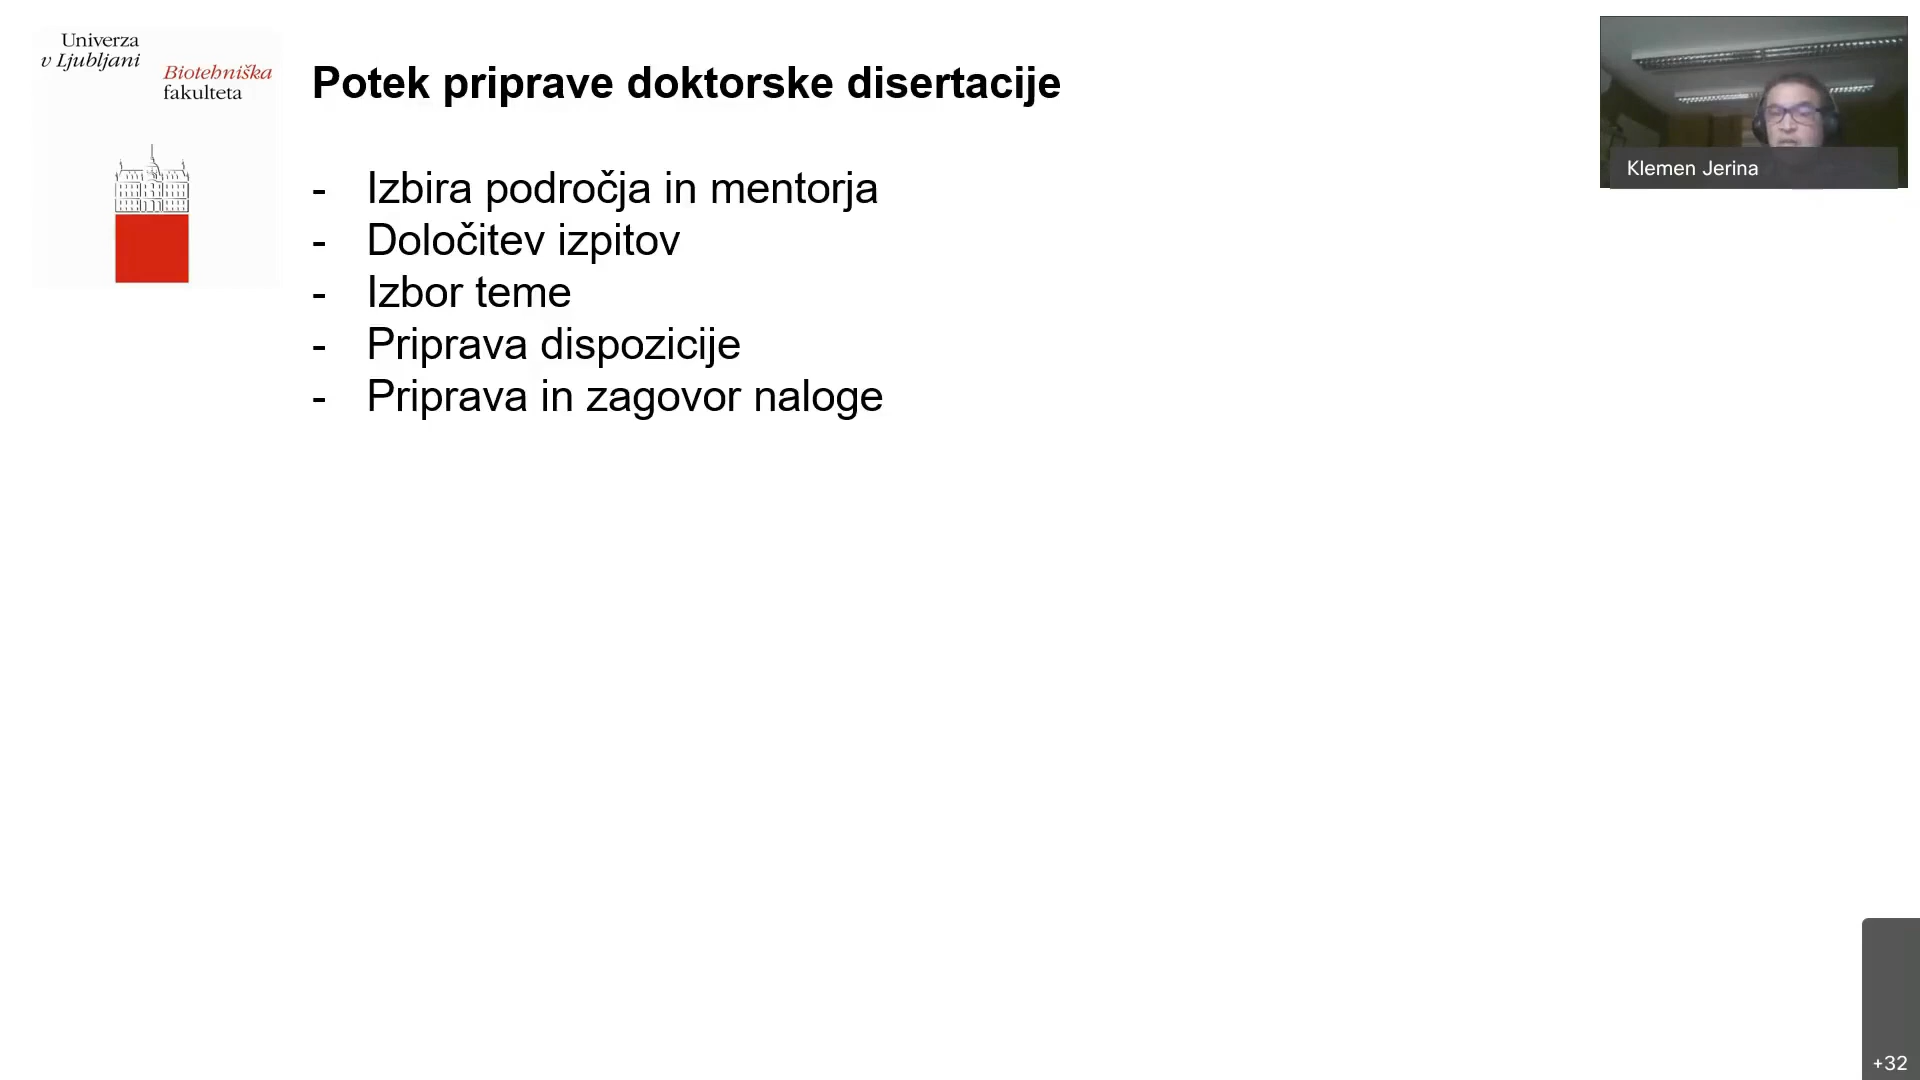 Univerza
v Ljubljani
Biotehniška
fakulteta
Potek priprave doktorske disertacije
- Izbira področja in mentorja
- Določitev izpitov
- Izbor teme
- Priprava dispozicije
- Priprava in zagovor naloge
Klemen Jerina
+32